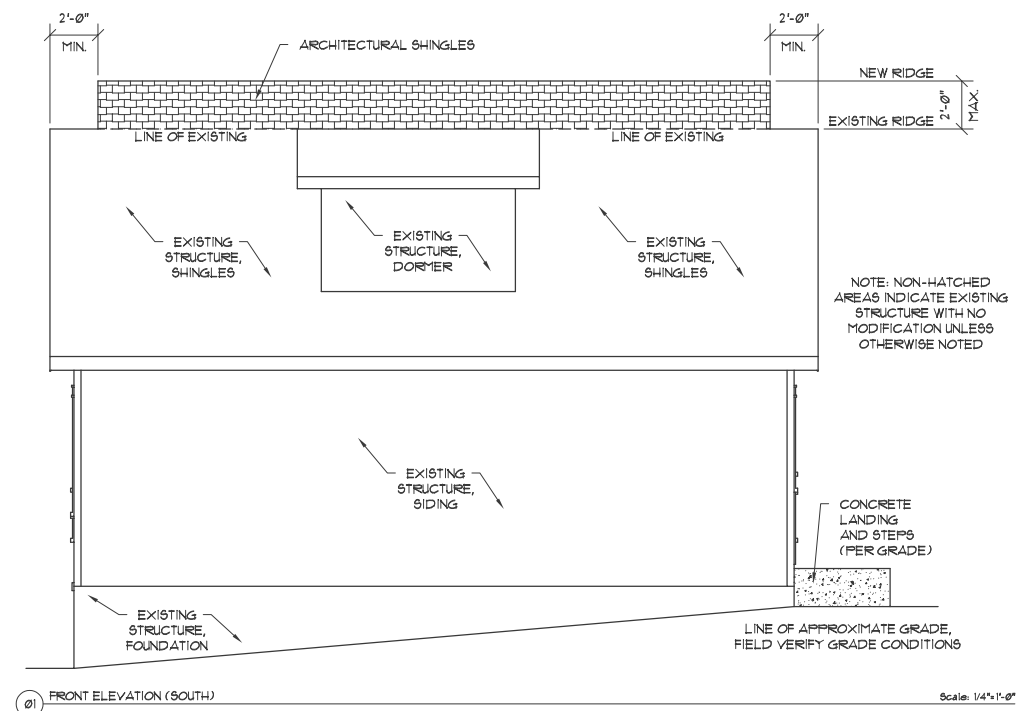 2'-0"
MIN.
2'-0"
MIN.
ARCHITECTURAL SHINGLES
NEW RIDGE
2'-0"
MAX.
EXISTING RIDGE
LINE OF EXISTING
LINE OF EXISTING
EXISTING
STRUCTURE,
SHINGLES
EXISTING
STRUCTURE,
DORMER
EXISTING
STRUCTURE,
SHINGLES
NOTE: NON-HATCHED
AREAS INDICATE EXISTING
STRUCTURE WITH NO
MODIFICATION UNLESS
OTHERWISE NOTED
EXISTING
STRUCTURE,
SIDING
CONCRETE
LANDING
AND STEPS
(PER GRADE)
EXISTING
STRUCTURE,
FOUNDATION
LINE OF APPROXIMATE GRADE,
FIELD VERIFY GRADE CONDITIONS
01 FRONT ELEVATION (SOUTH)
Scale: 1/4"=1'-0"